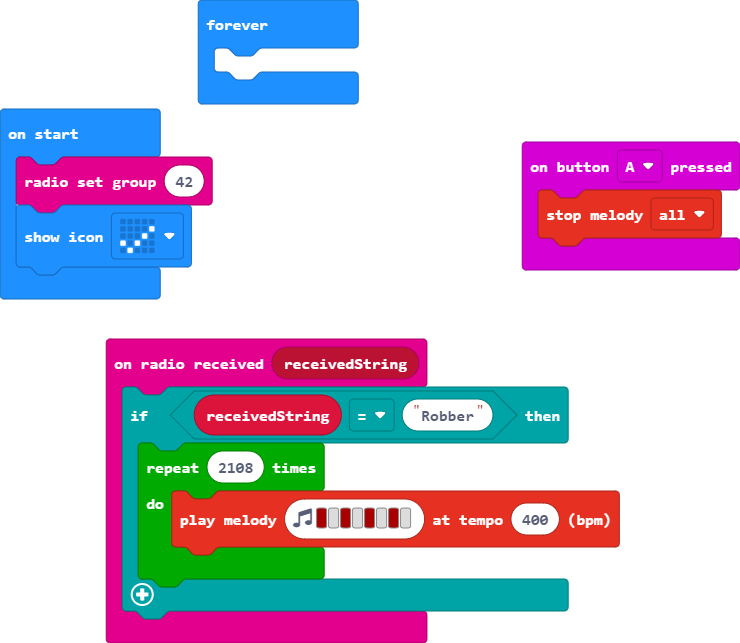 forever
on start
radio set group 42
show icon
on button A pressed
stop melody all
on radio received receivedString
if receivedString = "Robber" then
repeat 2108 times
do
play melody at tempo 400 (bpm)